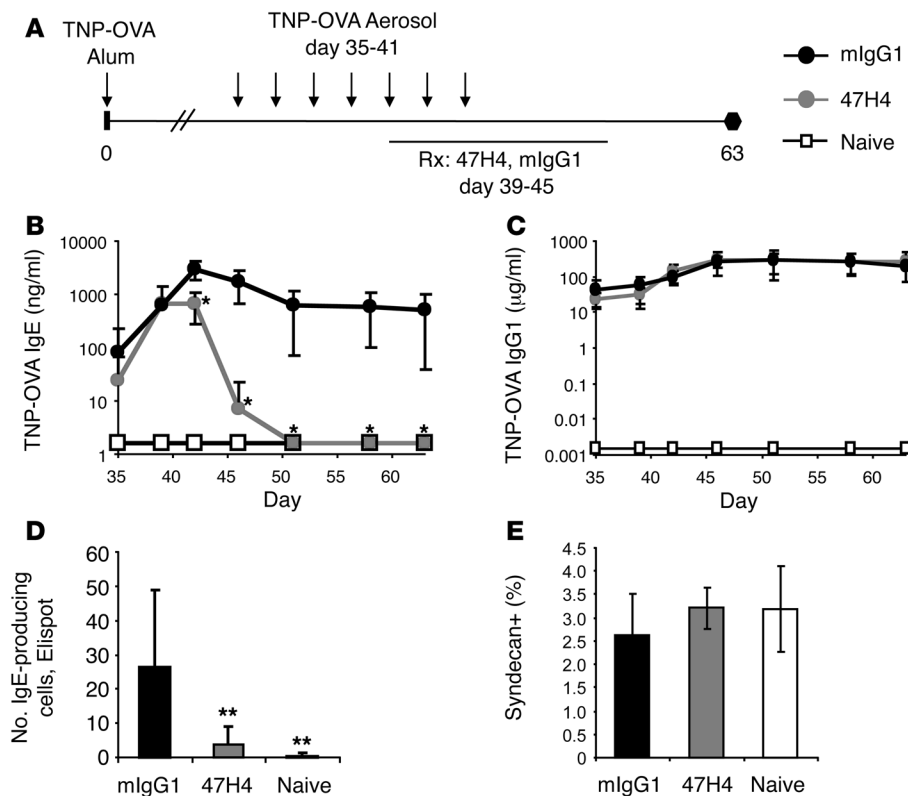 A
TNP-OVA
Alum
TNP-OVA Aerosol
day 35-41
0
Rx: 47H4, mIgG1
day 39-45
63
mIgG1
47H4
Naive
B
TNP-OVA IgE (ng/ml)
10000
1000
100
10
1
*
*
*
*
*
35
40
45
50
55
60
Day
C
TNP-OVA IgG1 (μg/ml)
1000
100
10
1
0.1
0.01
0.001
35
40
45
50
55
60
Day
D
No. IgE-producing
cells, Elispot
60
50
40
30
20
10
0
**
**
mIgG1
47H4
Naive
E
Syndecan+ (%)
4.5
4.0
3.5
3.0
2.5
2.0
1.5
1.0
0.5
0
mIgG1
47H4
Naive